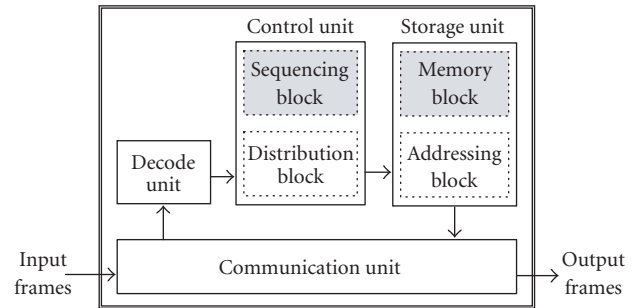 Control unit
Storage unit
Sequencing
block
Memory
block
Distribution
block
Addressing
block
Decode
unit
Input
frames
Communication unit
Output
frames